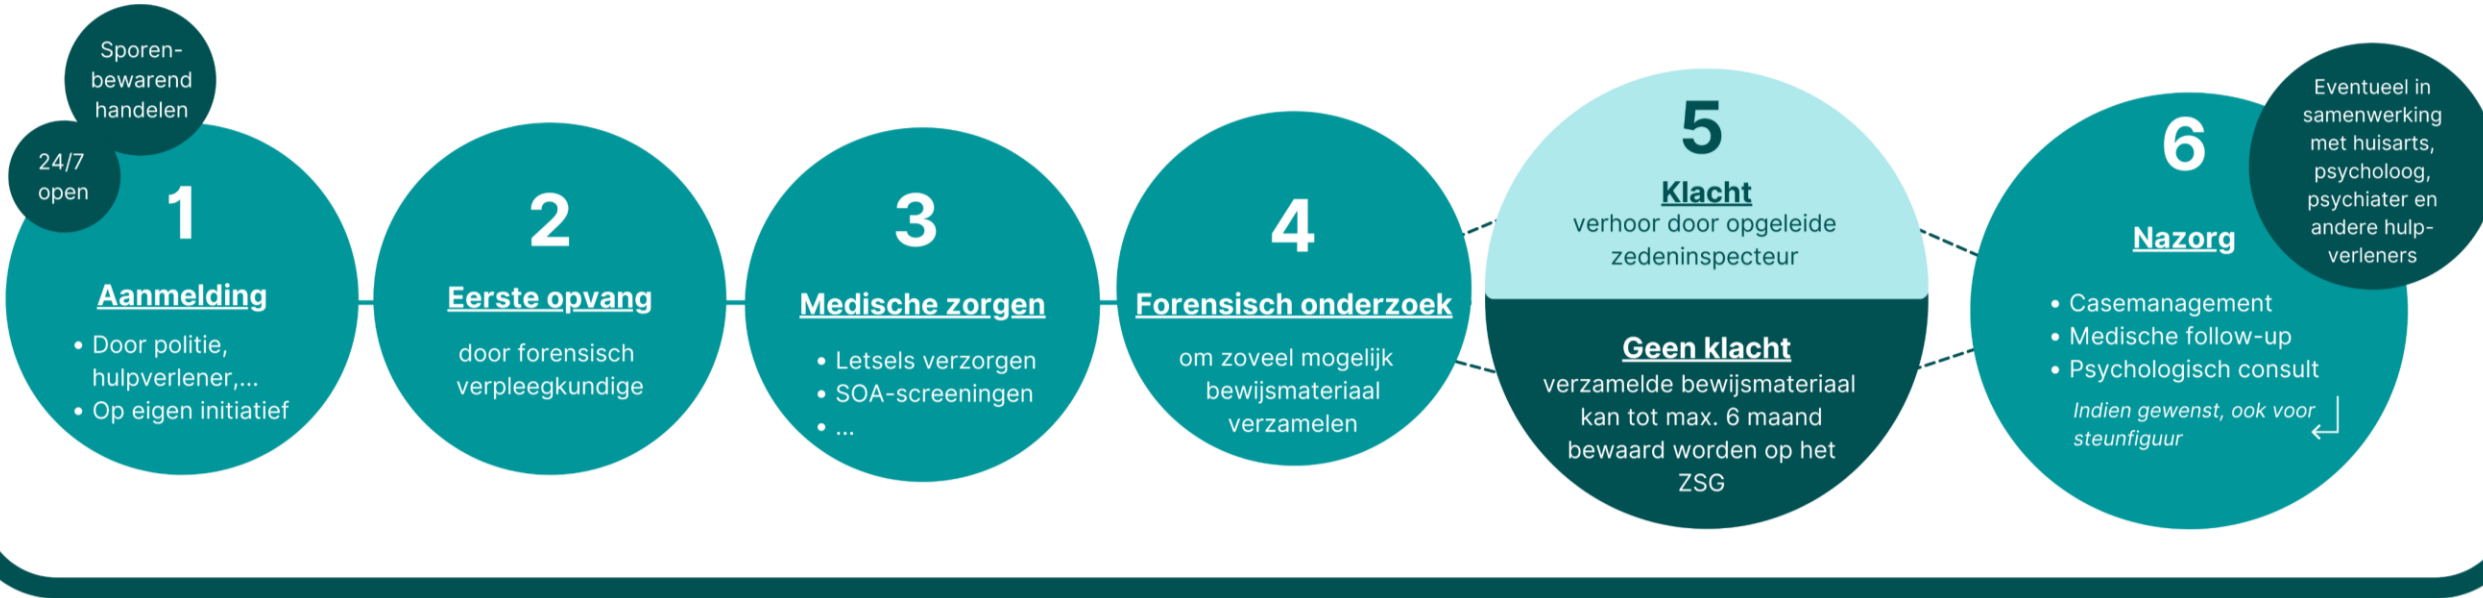 Sporen-
bewarend
handelen
24/7
open
1
Aanmelding
• Door politie,
hulpverlener,...
• Op eigen initiatief
2
Eerste opvang
door forensisch
verpleegkundige
3
Medische zorgen
• Letsels verzorgen
• SOA-screeningen
• ...
4
Forensisch onderzoek
om zoveel mogelijk
bewijsmateriaal
verzamelen
5
Klacht
verhoor door opgeleide
zedeninspecteur
Geen klacht
verzamelde bewijsmateriaal
kan tot max. 6 maand
bewaard worden op het
ZSG
6
Nazorg
• Casemanagement
• Medische follow-up
• Psychologisch consult
Indien gewenst, ook voor
steunfiguur
Eventueel in
samenwerking
met huisarts,
psycholoog,
psychiater en
andere hulp-
verleners